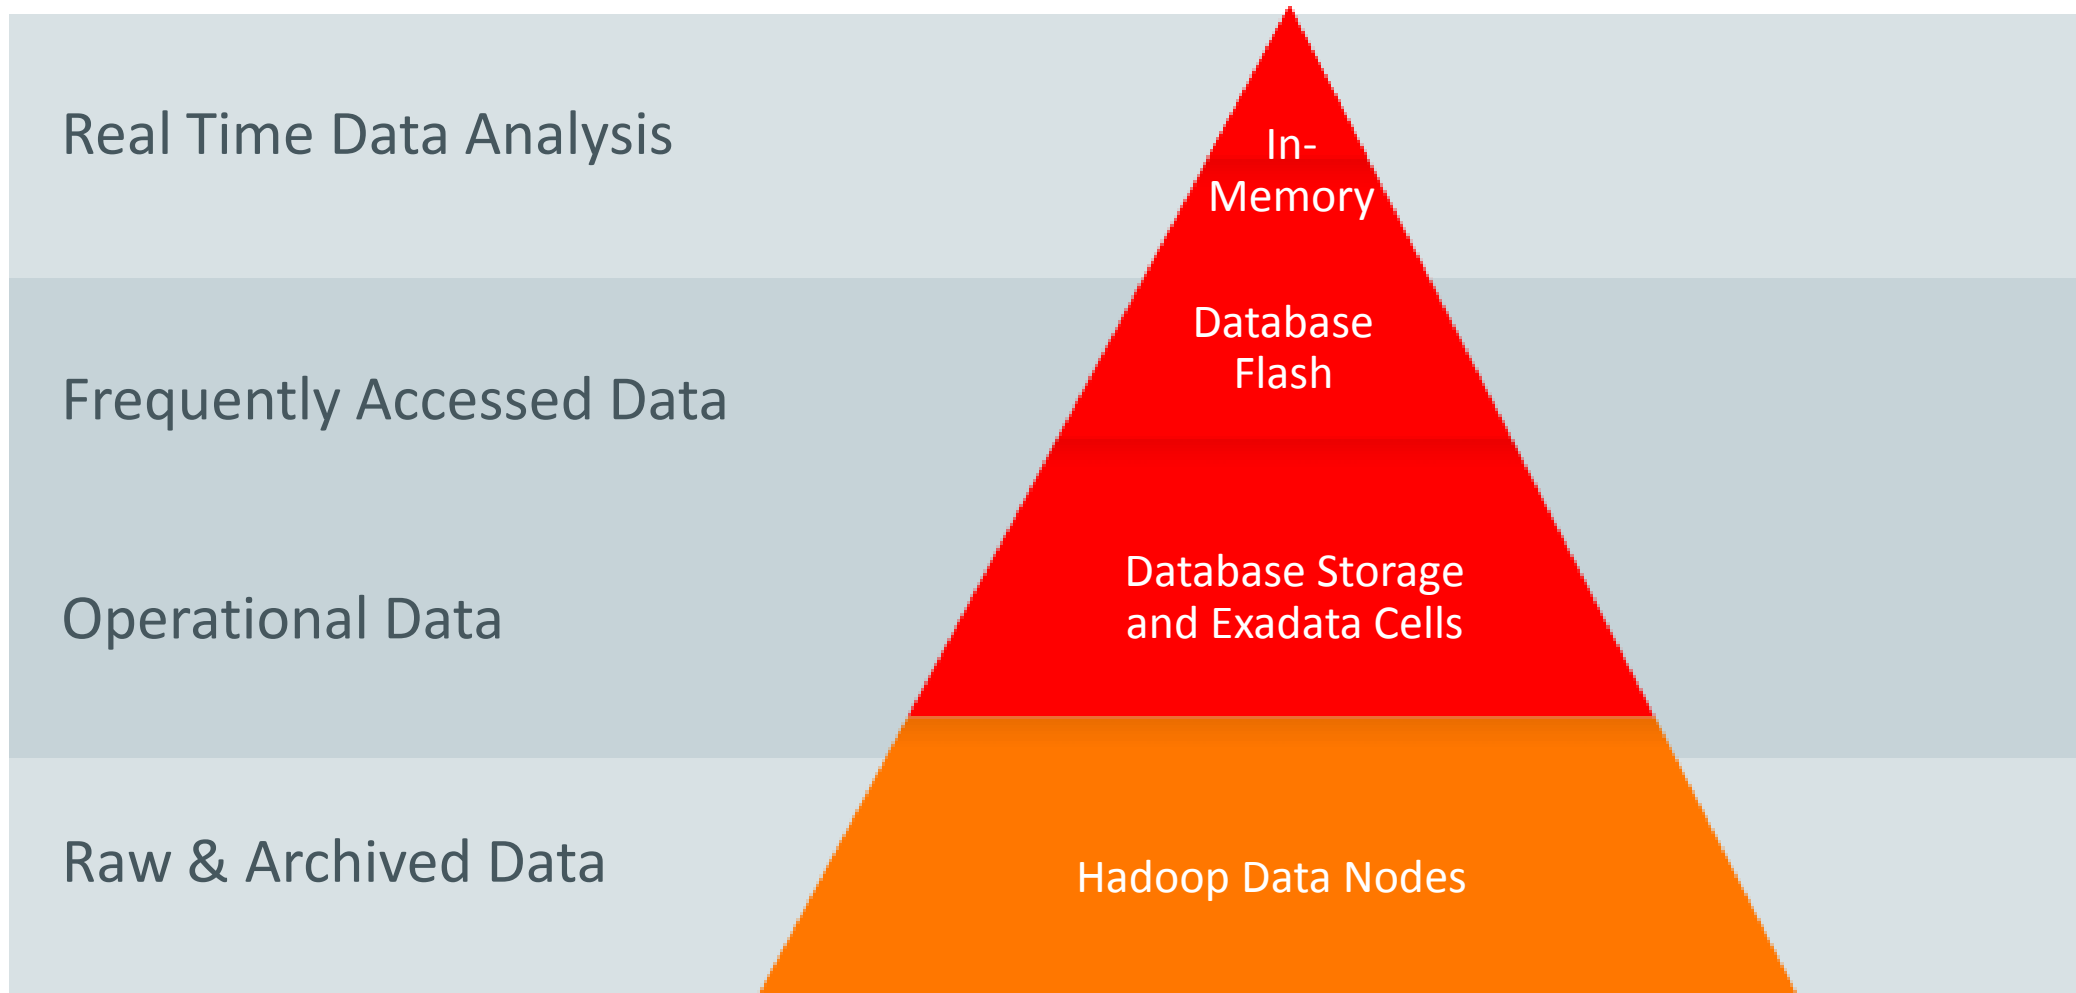 Real Time Data Analysis
In-
Memory
Frequently Accessed Data
Database
Flash
Operational Data
Database Storage
and Exadata Cells
Raw & Archived Data
Hadoop Data Nodes